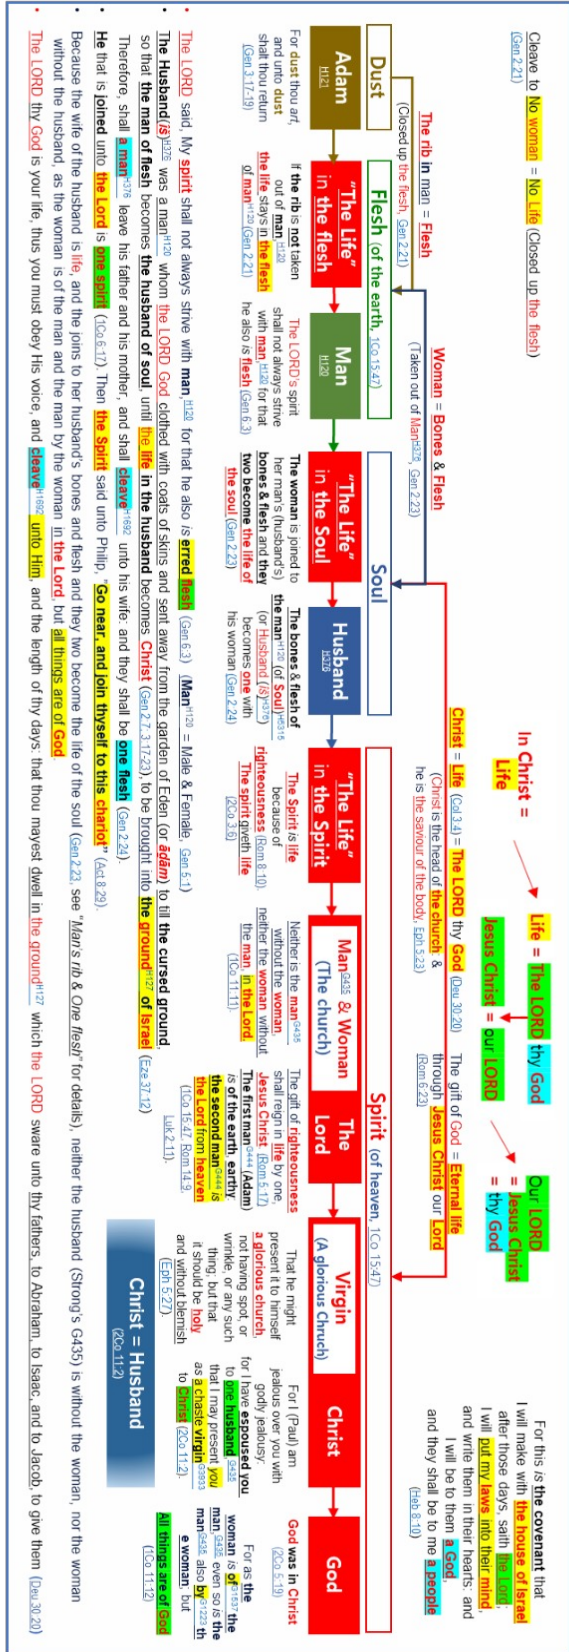 Cleave to No woman = No Life (Closed up the flesh)
(Gen 2:21)
The rib in man = Flesh
(Closed up the flesh, Gen 2:21)
Woman = Bones & Flesh
(Taken out of Man H376, Gen 2:23)
In Christ =
Life
Life = The LORD thy God
Jesus Christ = our LORD
Our LORD
= Jesus Christ
= thy God
Christ = Life (Col 3:4) = The LORD thy God (Deu 30:20)
(Christ is the head of the church &
he is the saviour of the body, Eph 5:23)
The gift of God = Eternal life
through Jesus Christ our Lord
(Rom 6:23)
For this is the covenant that
I will make with the house of Israel
after those days, saith the Lord;
I will put my laws into their mind,
and write them in their hearts: and
I will be to them a God,
and they shall be to me a people
(Heb 8:10)
Dust
Flesh (of the earth, 1Co 15:47)
Soul
Spirit (of heaven, 1Co 15:47)
Adam
H121
"The Life"
in the flesh
Man
H120
"The Life"
in the Soul
Husband
H376
"The Life"
in the Spirit
Man G435 & Woman
(The church)
The
Lord
Virgin
(A glorious Chruch)
Christ
God
For dust thou art,
and unto dust
shalt thou return
(Gen 3:17-19)
If the rib is not taken
out of man, H120
the life stays in the flesh
of man H120 (Gen 2:21)
The LORD's spirit
shall not always strive
with man, H120 for that
he also is flesh (Gen 6:3)
The woman is joined to
her man's (husband's)
bones & flesh and they
two become the life of
the soul (Gen 2:23)
The bones & flesh of
the man H120 (of Soul) H5315
(or Husband (iš) H376)
becomes one with
his woman (Gen 2:24)
The Spirit is life
because of
righteousness (Rom 8:10).
The spirit giveth life
(2Co 3:6)
Neither is the man G435
without the woman,
neither the woman without
the man, in the Lord.
(1Co 11:11).
The gift of righteousness
shall reign in life by one,
Jesus Christ (Rom 5:17)
The first man G444 (Adam)
is of the earth, earthy:
the second man G444 is
the Lord from heaven
(1Co 15:47, Rom 14:9,
Luk 2:11).
That he might
present it to himself
a glorious church,
not having spot, or
wrinkle, or any such
thing; but that
it should be holy
and without blemish
(Eph 5:27).
For I (Paul) am
jealous over you with
godly jealousy:
for I have espoused you
to one husband, G435
that I may present you
as a chaste virgin G3933
to Christ (2Co 11:2).
God was in Christ
(2Co 5:19)
For as the
woman is of G1537 the
man, G435 even so is the
man G435 also by G1223 th
e woman; but
All things are of God
(1Co 11:12)
Christ = Husband
(2Co 11:2)
• The LORD said, My spirit shall not always strive with man, H120 for that he also is erred flesh (Gen 6:3) (Man H120 = Male & Female, Gen 5:1)
The Husband (iš) H376 was a man H120 whom the LORD God clothed with coats of skins and sent away from the garden of Eden (or āḏām) to till the cursed ground,
so that the man of flesh becomes the husband of soul, until the life in the husband becomes Christ (Gen 2:7, 3:17-23), to be brought into the ground H127 of Israel (Eze 37:12)
• Therefore, shall a man H376 leave his father and his mother, and shall cleave H1692 unto his wife: and they shall be one flesh (Gen 2:24).
He that is joined unto the Lord is one spirit (1Co 6:17). Then the Spirit said unto Philip, "Go near, and join thyself to this chariot" (Act 8:29).
• Because the wife of the husband is life, and the joins to her husband's bones and flesh and they two become the life of the soul (Gen 2:23, see "Man's rib & One flesh" for details), neither the husband (Strong's G435) is without the woman, nor the woman
without the husband, as the woman is of the man and the man by the woman in the Lord, but all things are of God.
• The LORD thy God is your life, thus you must obey His voice, and cleave H1692 unto Him, and the length of thy days: that thou mayest dwell in the ground H127 which the LORD sware unto thy fathers, to Abraham, to Isaac, and to Jacob, to give them (Deu 30:20)